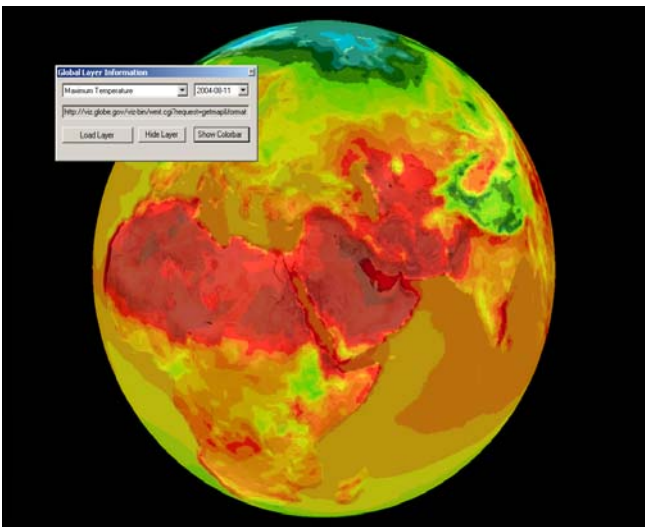 Global Layer Information
Maximum Temperature 2004-08-11
http://viz.globe.gov/viz-bin/wmt.cgi?request=getmap&format
Load Layer Hide Layer Show Colorbar